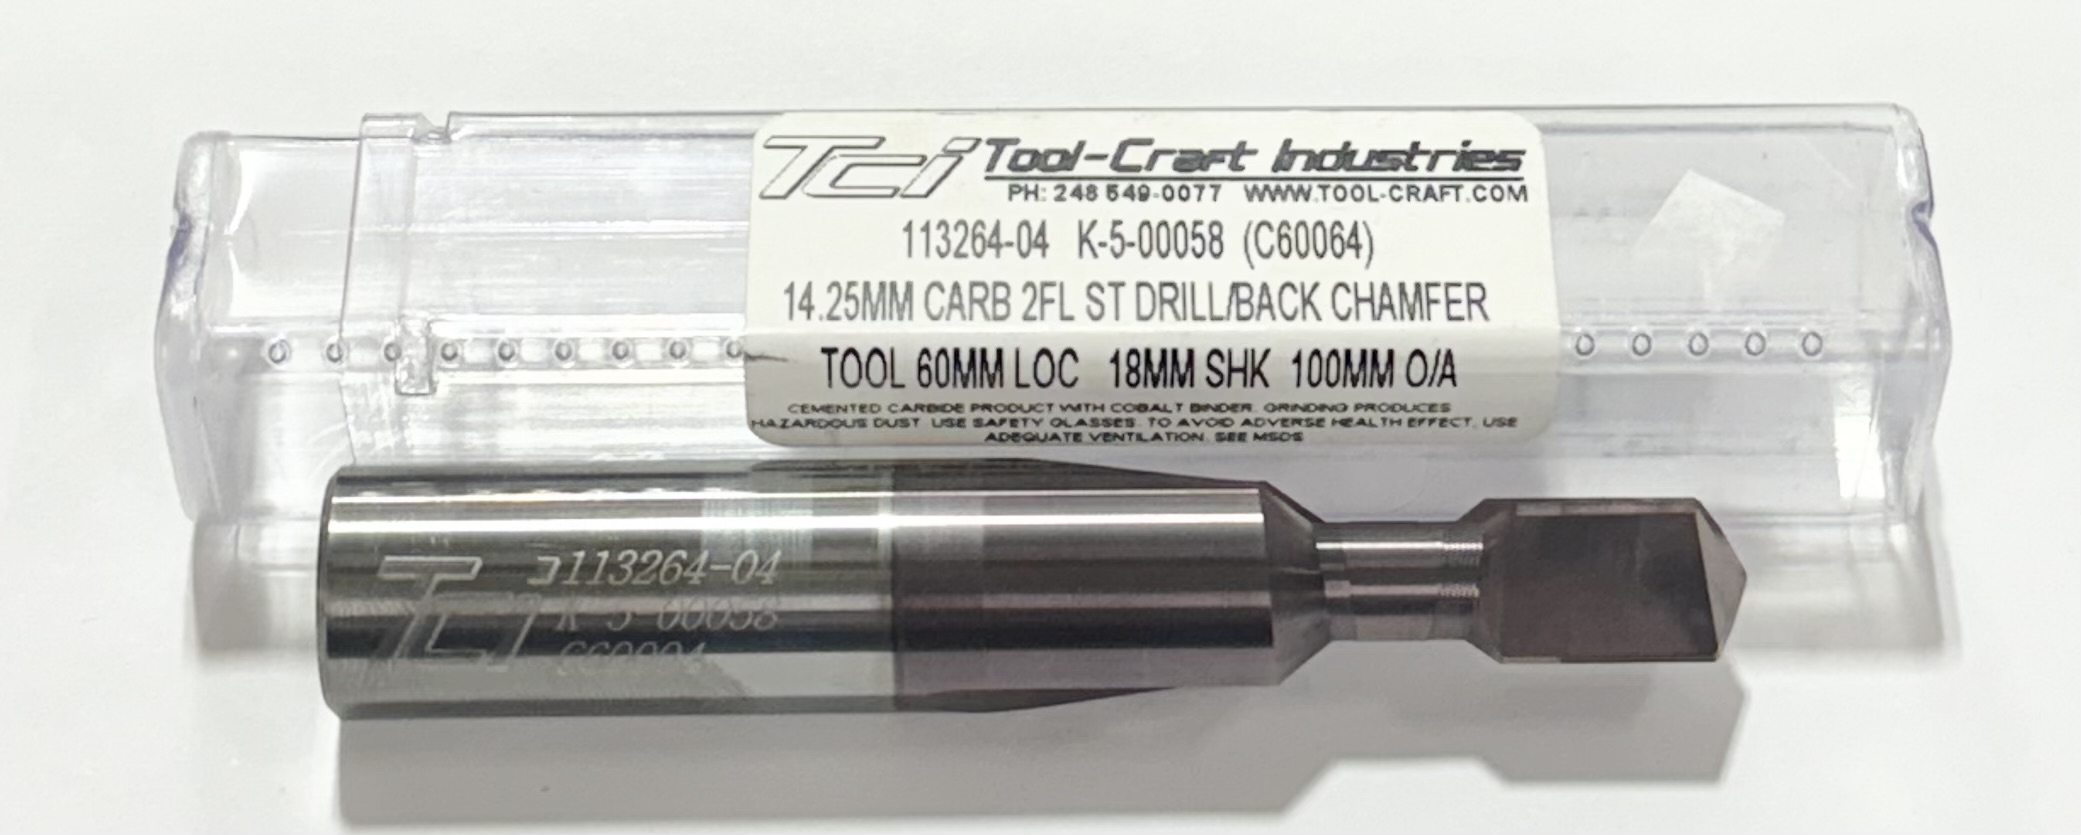 TCi Tool-Craft Industries
PH: 248 549-0077 WWW.TOOL-CRAFT.COM
113264-04 K-5-00058 (C60064)
14.25MM CARB 2FL ST DRILL/BACK CHAMFER
TOOL 60MM LOC 18MM SHK 100MM O/A
CEMENTED CARBIDE PRODUCT WITH COBALT BINDER. GRINDING PRODUCES
HAZARDOUS DUST. USE SAFETY GLASSES. TO AVOID ADVERSE HEALTH EFFECT, USE
ADEQUATE VENTILATION. SEE MSDS
TCi 113264-04
K-5-00058